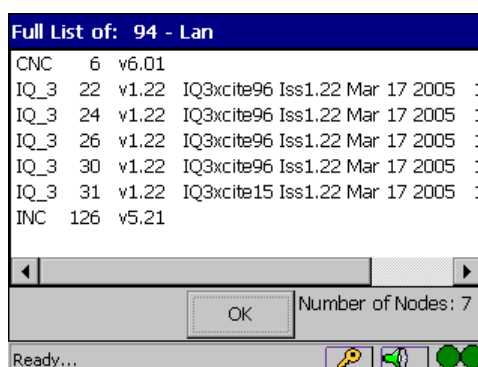 Full List of: 94 - Lan
CNC 6 v6.01
IQ_3 22 v1.22 IQ3xcite96 Iss1.22 Mar 17 2005
IQ_3 24 v1.22 IQ3xcite96 Iss1.22 Mar 17 2005
IQ_3 26 v1.22 IQ3xcite96 Iss1.22 Mar 17 2005
IQ_3 30 v1.22 IQ3xcite96 Iss1.22 Mar 17 2005
IQ_3 31 v1.22 IQ3xcite15 Iss1.22 Mar 17 2005
INC 126 v5.21
OK
Number of Nodes: 7
Ready...